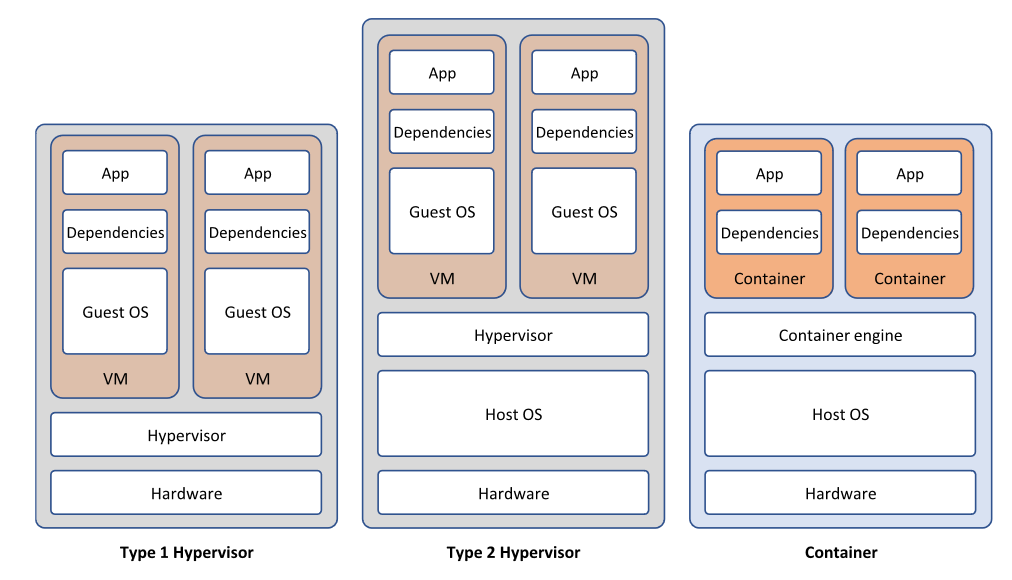 App
App
Dependencies
Dependencies
Guest OS
Guest OS
VM
VM
Hypervisor
Hardware
Type 1 Hypervisor
App
App
Dependencies
Dependencies
Guest OS
Guest OS
VM
VM
Hypervisor
Host OS
Hardware
Type 2 Hypervisor
App
App
Dependencies
Dependencies
Container
Container
Container engine
Host OS
Hardware
Container